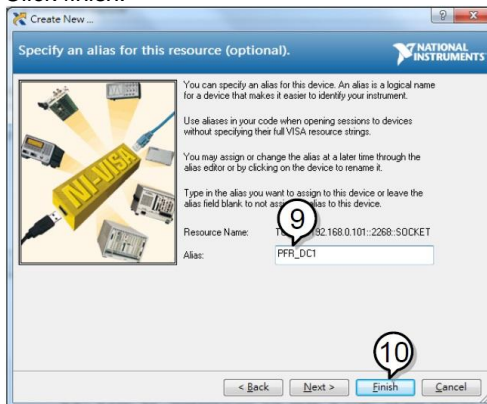 Click finish.
Create New ...
Specify an alias for this resource (optional).
NATIONAL
INSTRUMENTS
You can specify an alias for this device. An alias is a logical name
for a device that makes it easier to identify your instrument.
Use aliases in your code when opening sessions to devices
without specifying their full VISA resource strings.
You may assign or change the alias at a later time through the
alias editor or by clicking on the device to rename it.
Type in the alias you want to assign to this device or leave the
alias field blank to not assign alias to this device.
NI-VISA
9
Resource Name: 92.168.0.101::2268::SOCKET
Alias: PFR_DC1
10
< Back Next > Finish Cancel